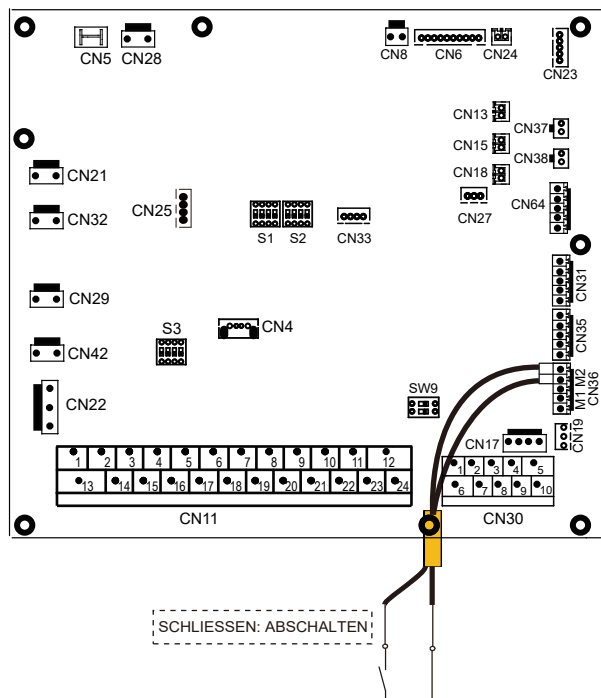 CN5
CN28
CN8
CN6
CN24
CN23
CN13
CN37
CN15
CN38
CN18
CN21
CN27
CN64
CN32
CN25
S1
S2
CN33
CN31
CN29
CN4
CN35
S3
CN42
M2
CN36
M1
SW9
CN22
CN17
CN19
1 2 3 4 5 6 7 8 9 10 11 12
13 14 15 16 17 18 19 20 21 22 23 24
CN11
1 2 3 4 5
6 7 8 9 10
CN30
SCHLIESSEN: ABSCHALTEN